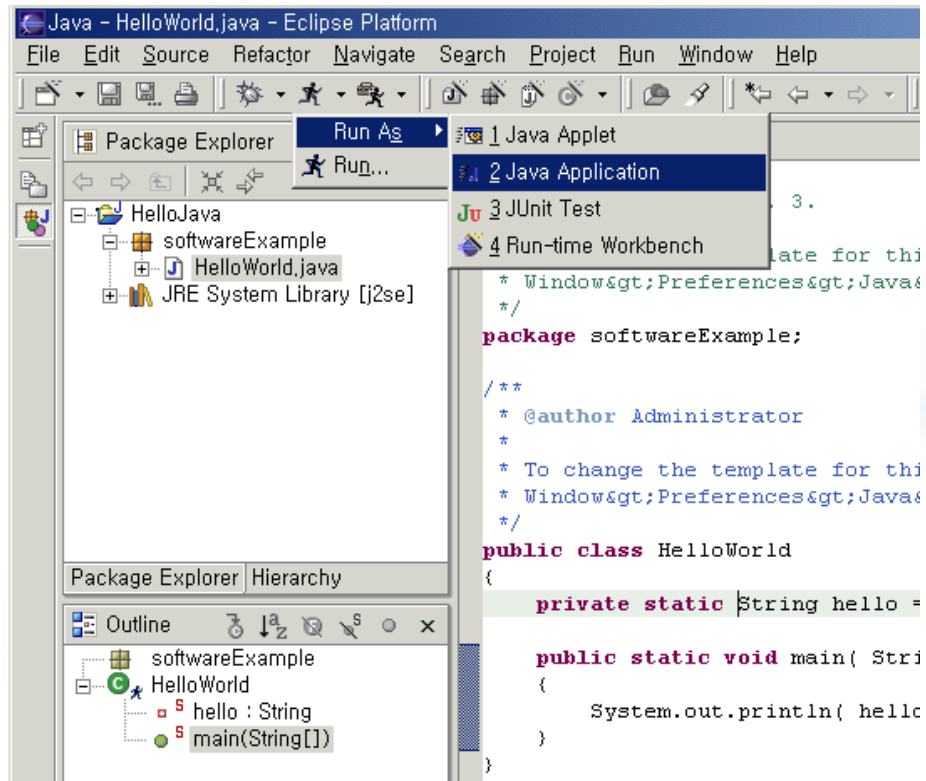 Java - HelloWorld.java - Eclipse Platform
File Edit Source Refactor Navigate Search Project Run Window Help
Package Explorer
Run As
Run...
1 Java Applet
2 Java Application
3 JUnit Test
4 Run-time Workbench
HelloJava
softwareExample
HelloWorld.java
JRE System Library [j2se]
Package Explorer Hierarchy
Outline
softwareExample
HelloWorld
hello : String
main(String[])
3.
late for thi
* Window&gt;Preferences&gt;Java&
*/
package softwareExample;
/**
* @author Administrator
*
* To change the template for thi
* Window&gt;Preferences&gt;Java&
*/
public class HelloWorld
{
private static String hello =
public static void main( Stri
{
System.out.println( hello
}
}